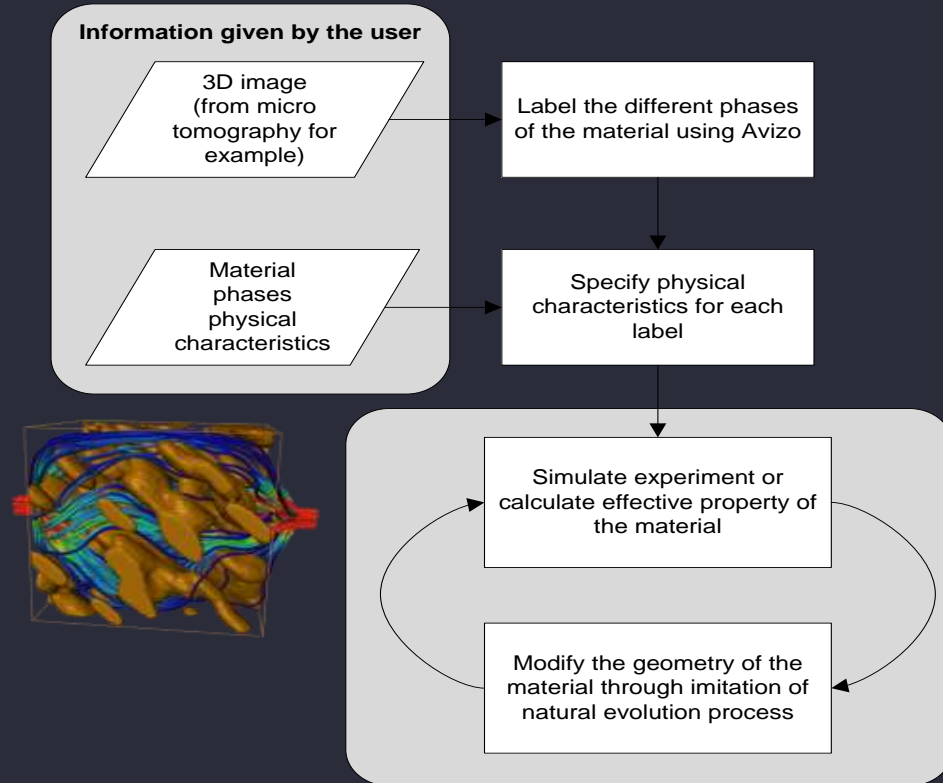 Information given by the user
3D image
(from micro
tomography for
example)
Label the different phases
of the material using Avizo
Material
phases
physical
characteristics
Specify physical
characteristics for each
label
Simulate experiment or
calculate effective property of
the material
Modify the geometry of the
material through imitation of
natural evolution process